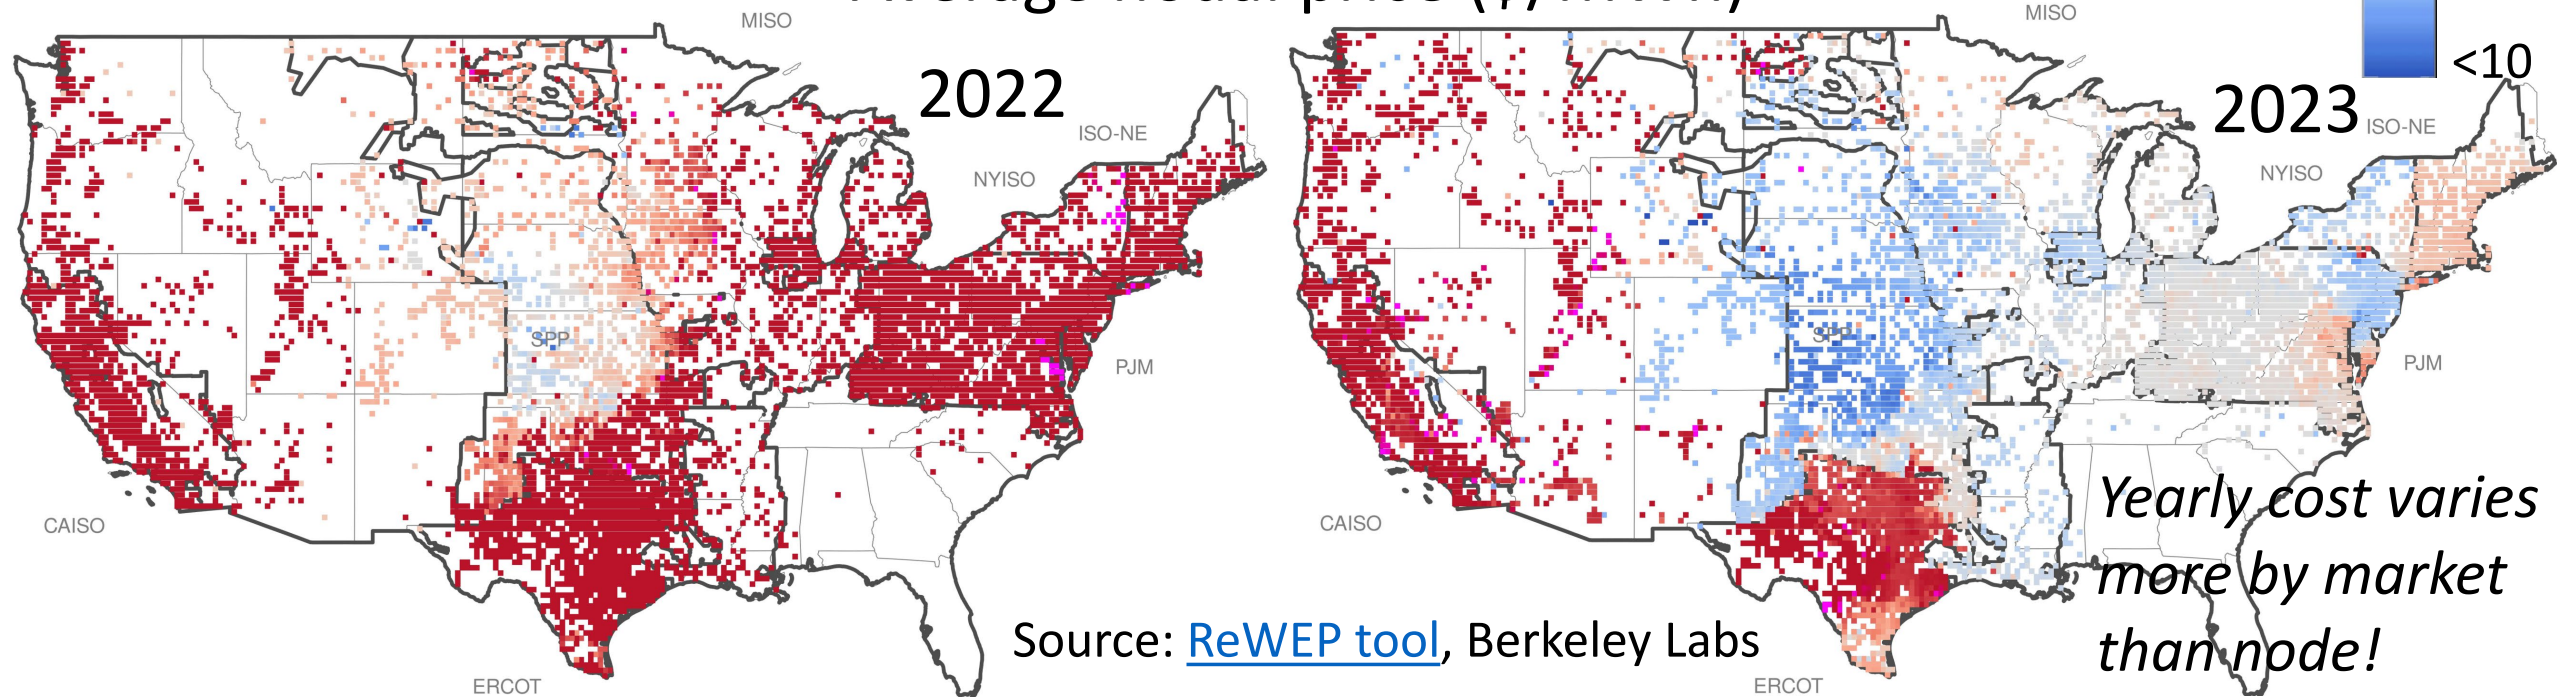 MISO
2022
ISO-NE
NYISO
SPP
PJM
CAISO
ERCOT
Source: ReWEP tool, Berkeley Labs
MISO
<10
2023
ISO-NE
NYISO
SPP
PJM
CAISO
ERCOT
Yearly cost varies
more by market
than node!